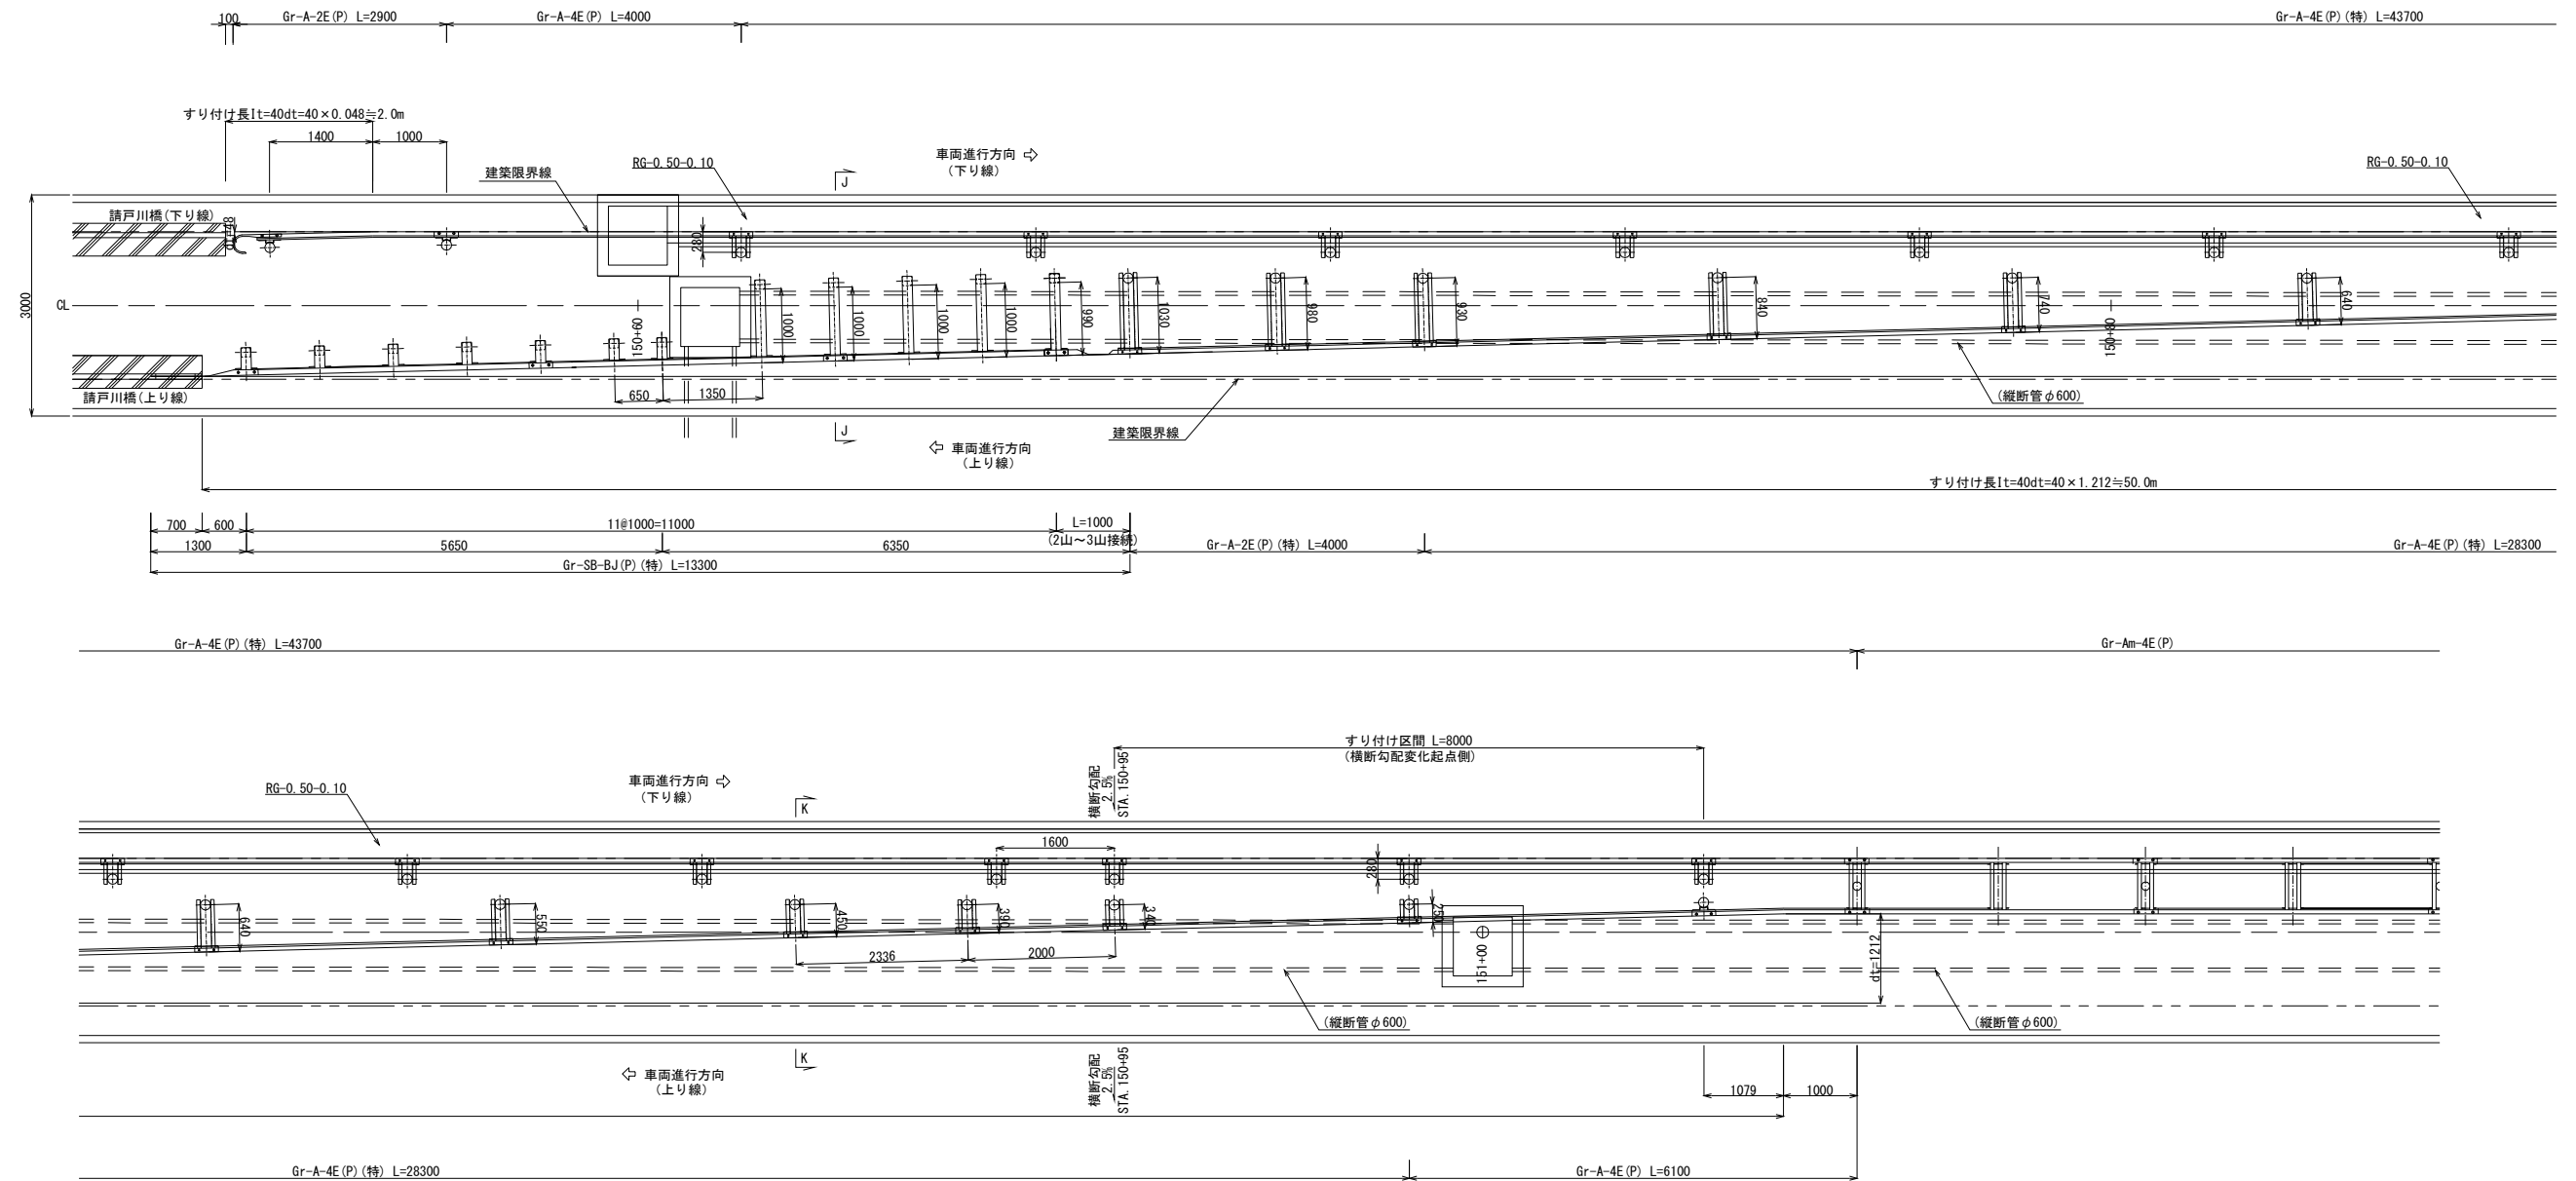 100
Gr-A-2E(P) L=2900
Gr-A-4E(P) L=4000
Gr-A-4E(P)(特) L=43700
すり付け長It=40dt=40×0.048≒2.0m
1400
1000
車両進行方向
(下り線)
RG-0.50-0.10
RG-0.50-0.10
建築限界線
J
請戸川橋(下り線)
280
3000
CL
150+60
1000
1000
1000
1000
990
1030
980
930
840
740
640
150+80
請戸川橋(上り線)
650
1350
(縦断管φ600)
J
建築限界線
車両進行方向
(上り線)
すり付け長It=40dt=40×1.212≒50.0m
700
600
11@1000=11000
L=1000
(2山～3山接続)
1300
5650
6350
Gr-A-2E(P)(特) L=4000
Gr-A-4E(P)(特) L=28300
Gr-SB-BJ(P)(特) L=13300
Gr-A-4E(P)(特) L=43700
Gr-Am-4E(P)
すり付け区間 L=8000
(横断勾配変化起点側)
車両進行方向
(下り線)
RG-0.50-0.10
K
横断勾配
2.5%
STA.150+95
1600
280
640
550
450
390
340
250
2336
2000
151+00
dt=1212
(縦断管φ600)
(縦断管φ600)
K
横断勾配
2.5%
STA.150+95
車両進行方向
(上り線)
1079
1000
Gr-A-4E(P)(特) L=28300
Gr-A-4E(P) L=6100